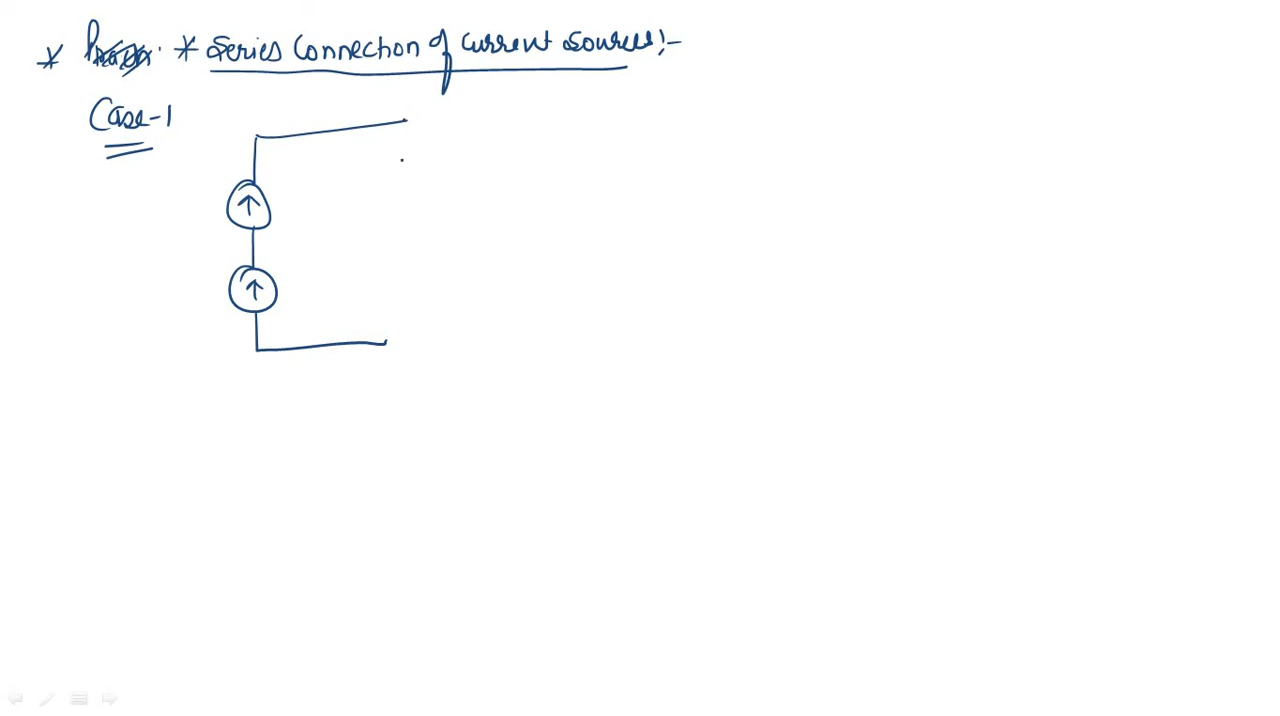 * * Series Connection of Current Sources:-
Case-1